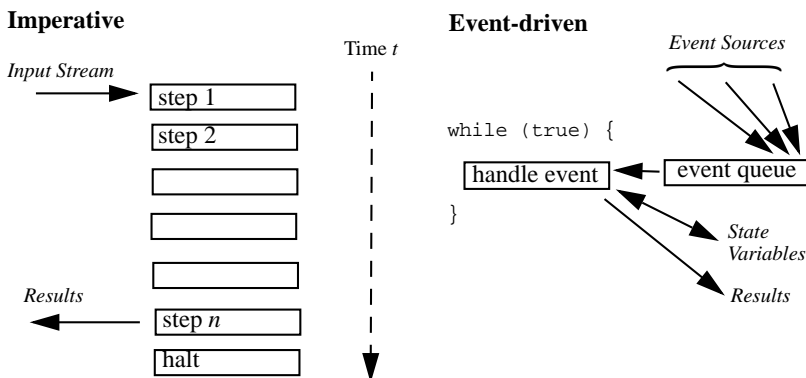 Imperative
Time t
Input Stream
step 1
step 2
Results
step n
halt
Event-driven
Event Sources
while (true) {
handle event
event queue
}
State
Variables
Results